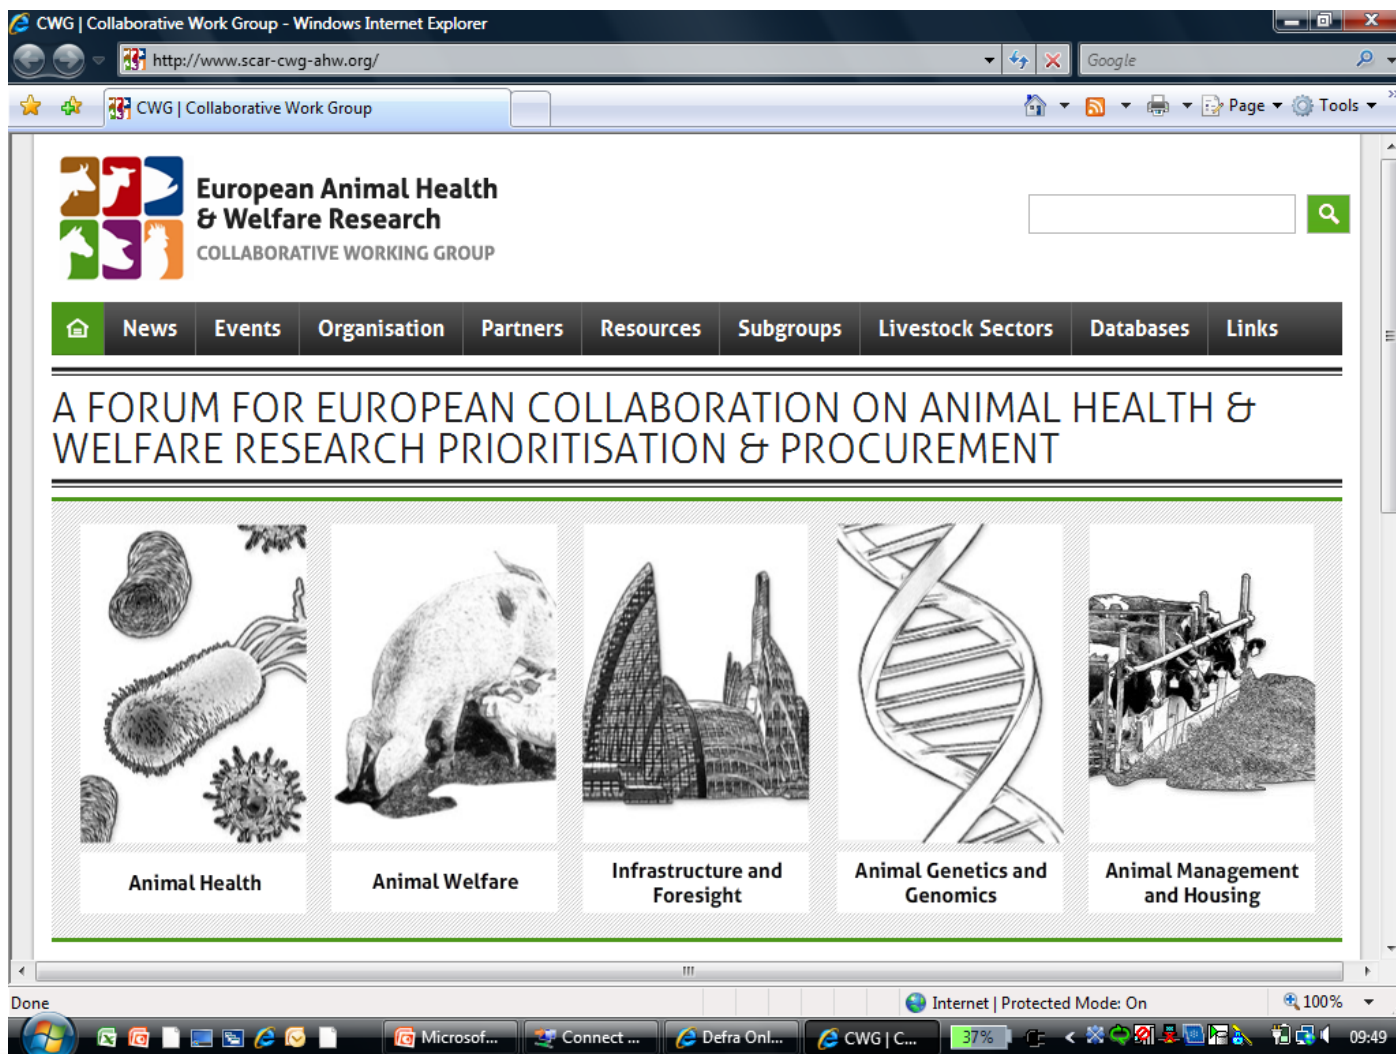 CWG | Collaborative Work Group - Windows Internet Explorer
http://www.scar-cwg-ahw.org/
Google
CWG | Collaborative Work Group
Page
Tools
European Animal Health
& Welfare Research
COLLABORATIVE WORKING GROUP
News Events Organisation Partners Resources Subgroups Livestock Sectors Databases Links
A FORUM FOR EUROPEAN COLLABORATION ON ANIMAL HEALTH &
WELFARE RESEARCH PRIORITISATION & PROCUREMENT
Animal Health
Animal Welfare
Infrastructure and
Foresight
Animal Genetics and
Genomics
Animal Management
and Housing
Done
Internet | Protected Mode: On
100%
Microsof...
Connect ...
Defra Onl...
CWG | C...
37%
09:49